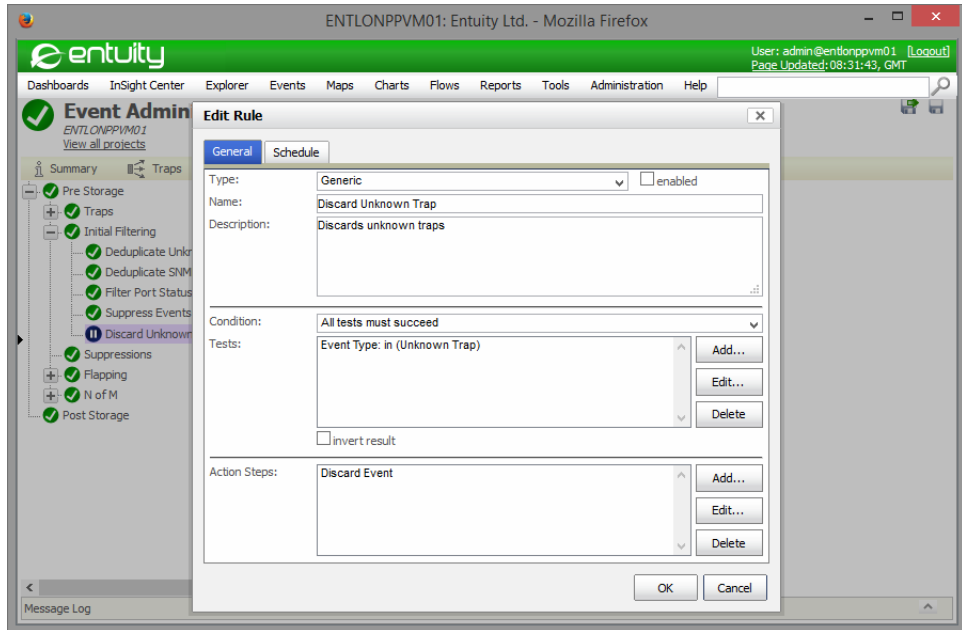 ENTLONPPVM01: Entuity Ltd. - Mozilla Firefox
entuity
User: admin@entlonppvm01 [Logout]
Page Updated:08:31:43, GMT
Dashboards InSight Center Explorer Events Maps Charts Flows Reports Tools Administration Help
Event Admin
ENTLONPPVM01
View all projects
Summary Traps
Pre Storage
Traps
Initial Filtering
Deduplicate Unkr
Deduplicate SNM
Filter Port Status
Suppress Events
Discard Unknowr
Suppressions
Flapping
N of M
Post Storage
Edit Rule
General Schedule
Type: Generic enabled
Name: Discard Unknown Trap
Description: Discards unknown traps
Condition: All tests must succeed
Tests: Event Type: in (Unknown Trap)
Add...
Edit...
Delete
invert result
Action Steps: Discard Event
Add...
Edit...
Delete
OK Cancel
Message Log